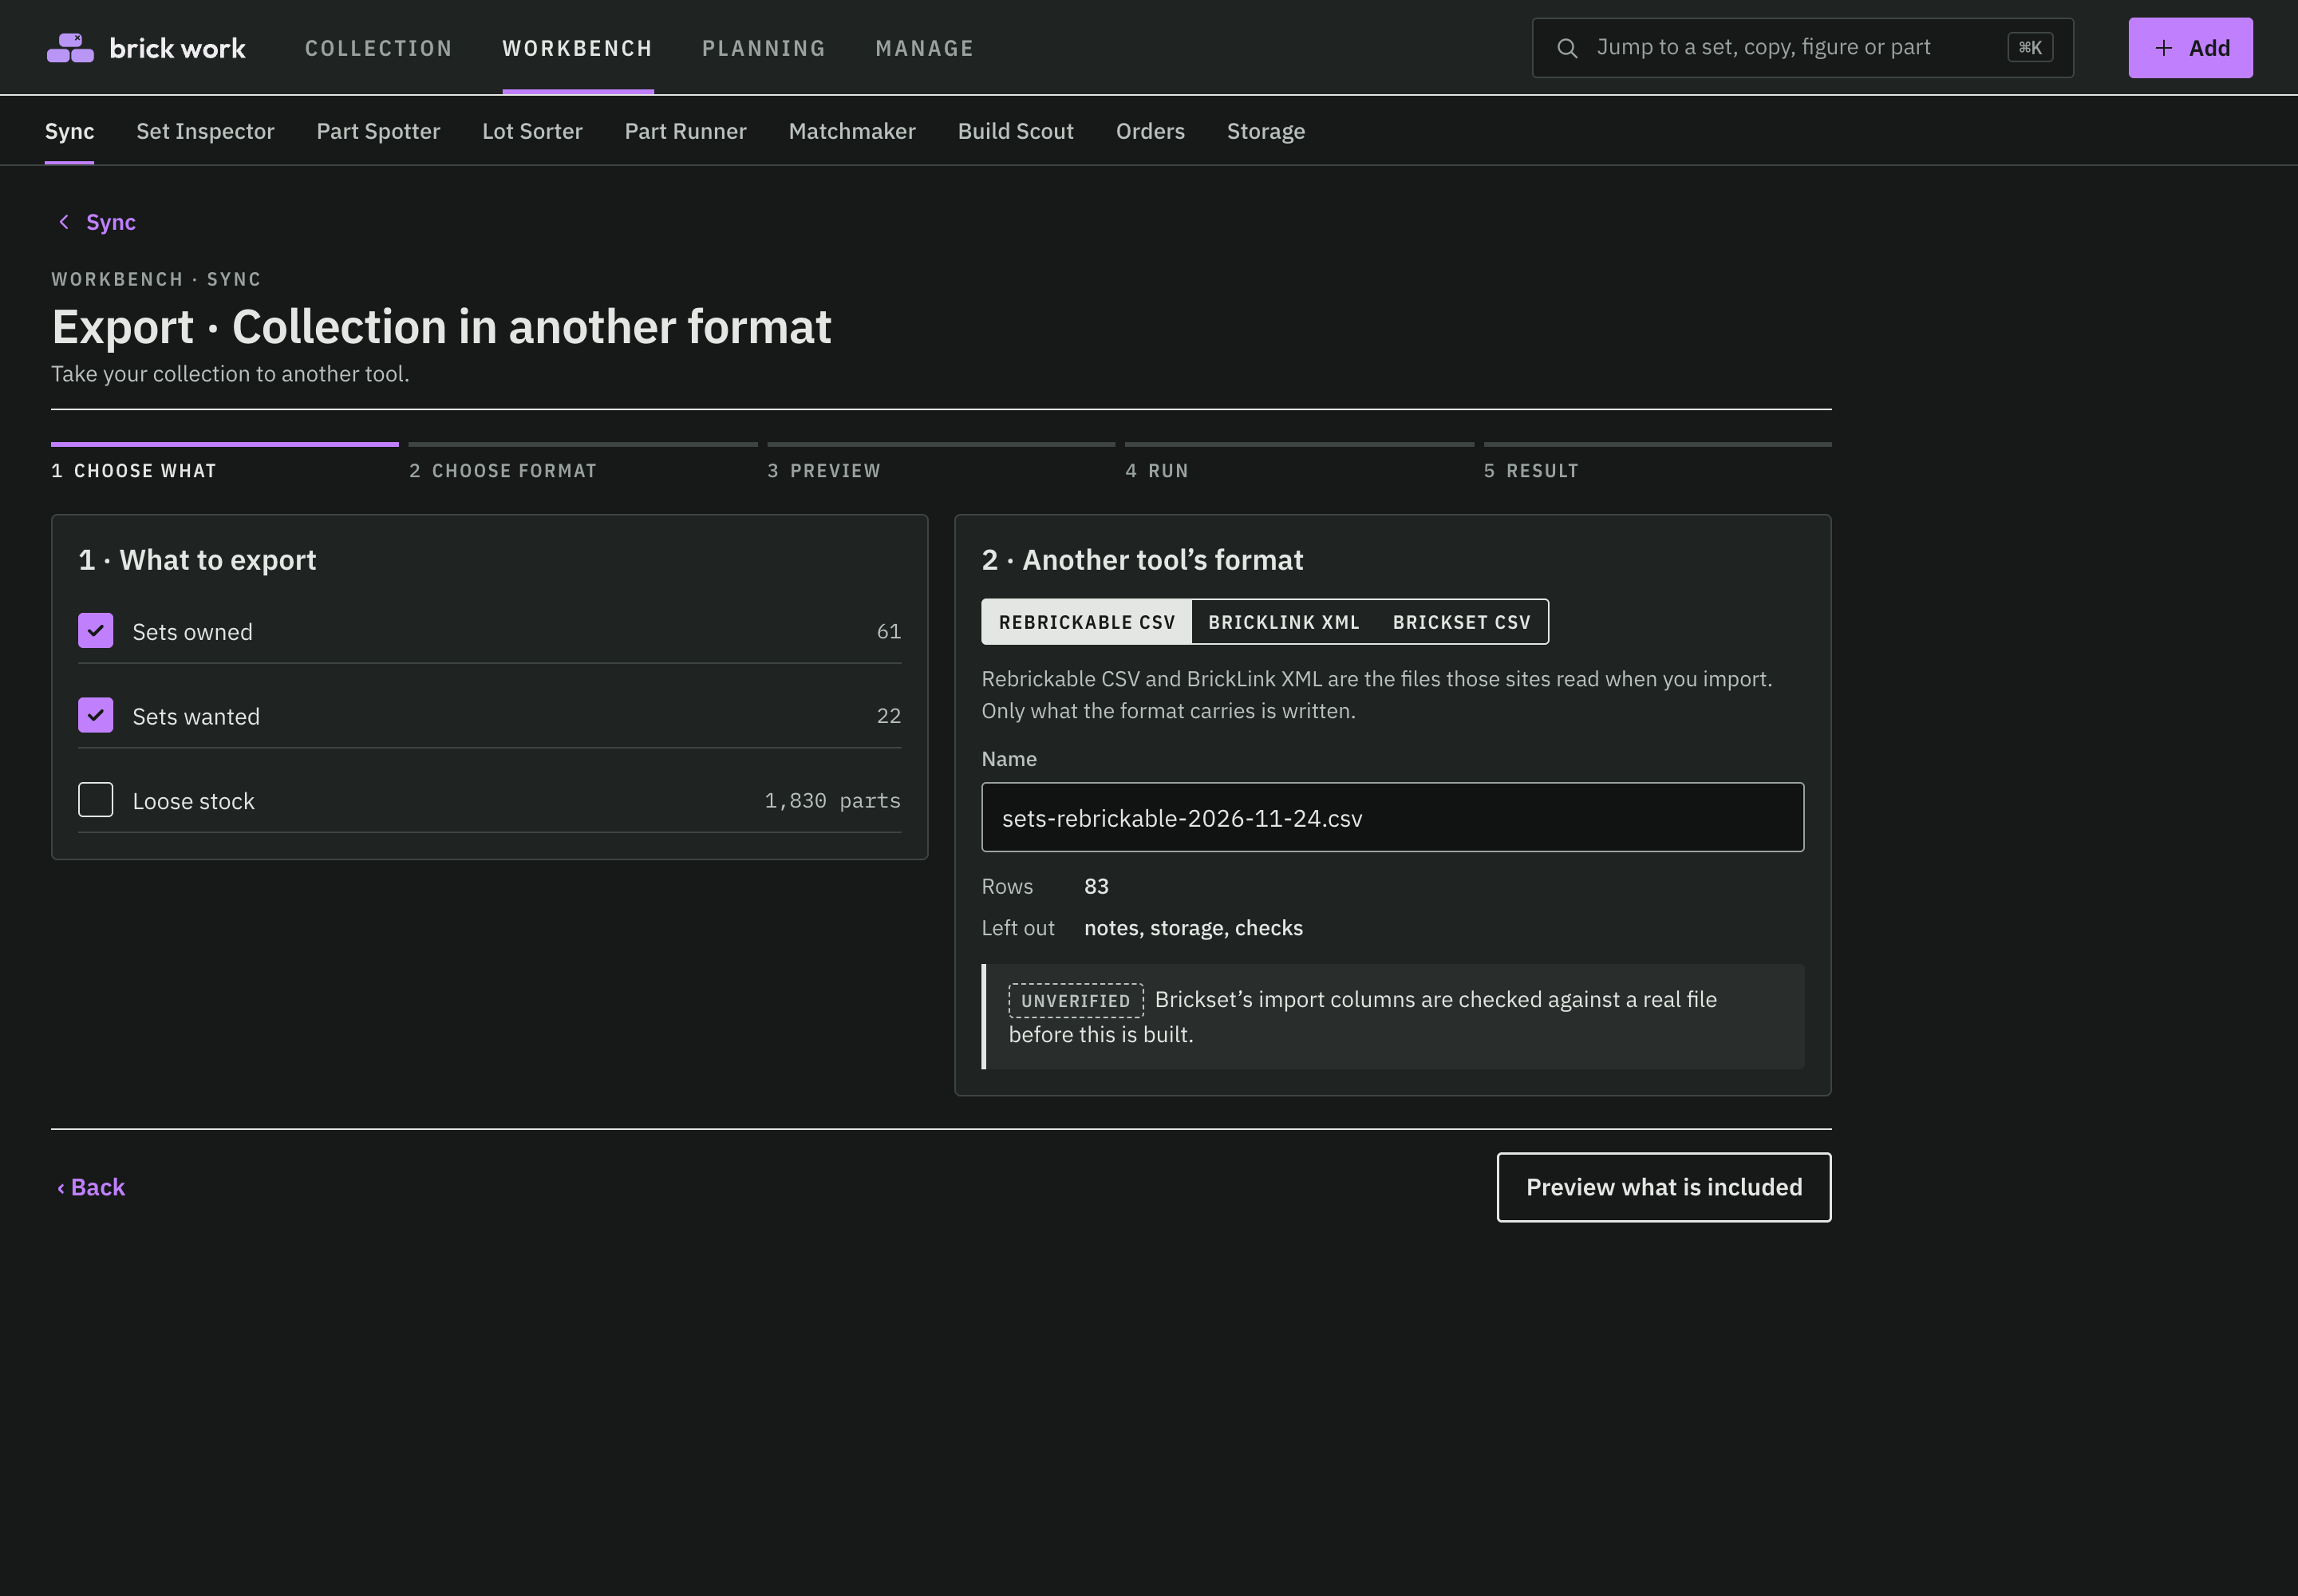 brick work
COLLECTION
WORKBENCH
PLANNING
MANAGE
Jump to a set, copy, figure or part
⌘K
+ Add
Sync
Set Inspector
Part Spotter
Lot Sorter
Part Runner
Matchmaker
Build Scout
Orders
Storage
‹ Sync
WORKBENCH · SYNC
Export · Collection in another format
Take your collection to another tool.
1 CHOOSE WHAT
2 CHOOSE FORMAT
3 PREVIEW
4 RUN
5 RESULT
1 · What to export
Sets owned 61
Sets wanted 22
Loose stock 1,830 parts
2 · Another tool’s format
REBRICKABLE CSV
BRICKLINK XML
BRICKSET CSV
Rebrickable CSV and BrickLink XML are the files those sites read when you import.
Only what the format carries is written.
Name
sets-rebrickable-2026-11-24.csv
Rows 83
Left out notes, storage, checks
UNVERIFIED Brickset’s import columns are checked against a real file
before this is built.
‹ Back
Preview what is included